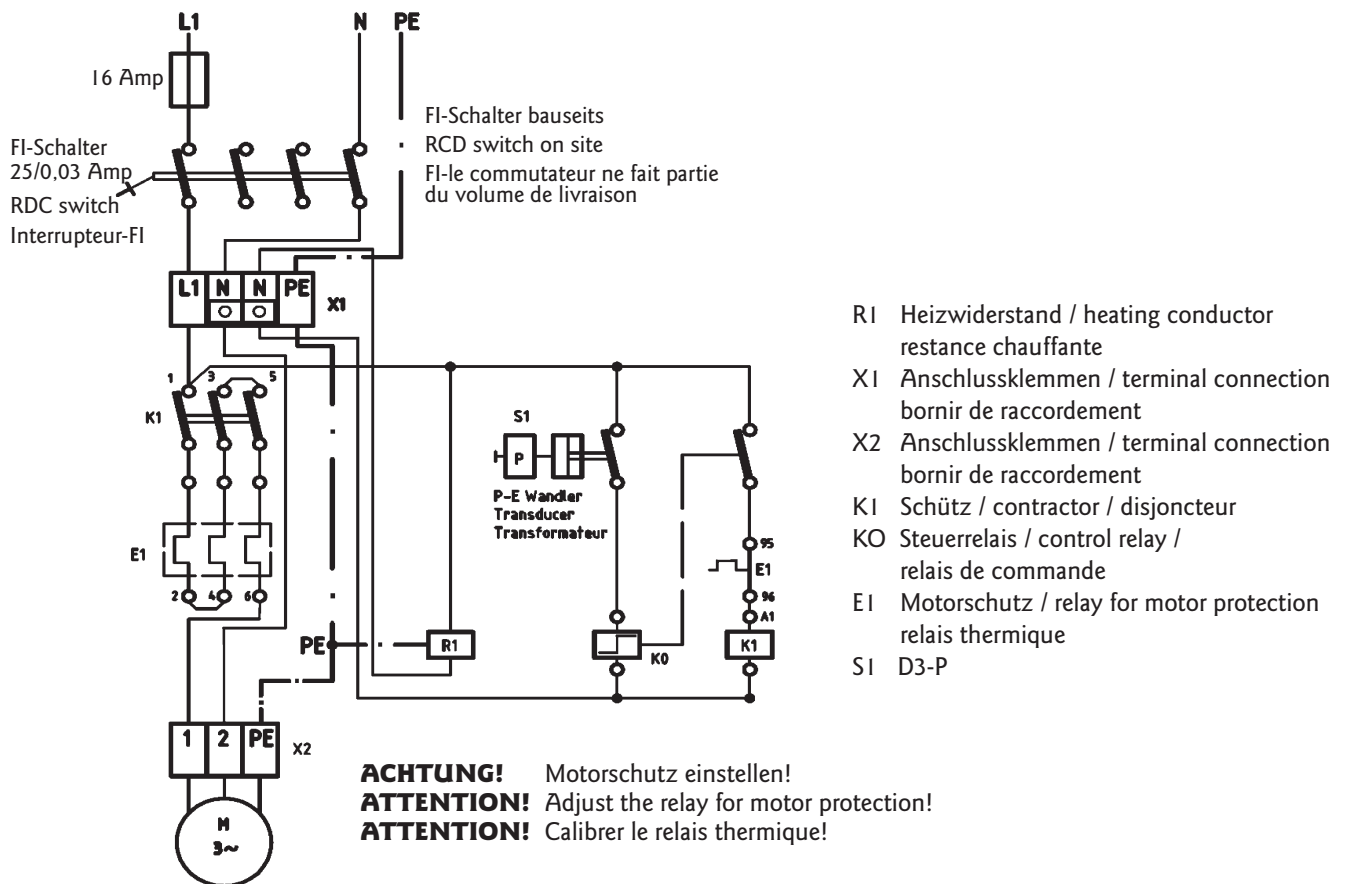 L1 N PE
16 Amp
FI-Schalter
25/0,03 Amp
RDC switch
Interrupteur-FI
FI-Schalter bauseits
RCD switch on site
FI-le commutateur ne fait partie
du volume de livraison
L1 N N PE
X1
1 3 5
K1
S1
P
P-E Wandler
Transducer
Transformateur
95
E1
96
A1
E1
2 4 6
PE
R1
K0
K1
1 2 PE
X2
M
3~
R1 Heizwiderstand / heating conductor
restance chauffante
X1 Anschlussklemmen / terminal connection
bornir de raccordement
X2 Anschlussklemmen / terminal connection
bornir de raccordement
K1 Schütz / contractor / disjoncteur
KO Steuerrelais / control relay /
relais de commande
E1 Motorschutz / relay for motor protection
relais thermique
S1 D3-P
ACHTUNG! Motorschutz einstellen!
ATTENTION! Adjust the relay for motor protection!
ATTENTION! Calibrer le relais thermique!